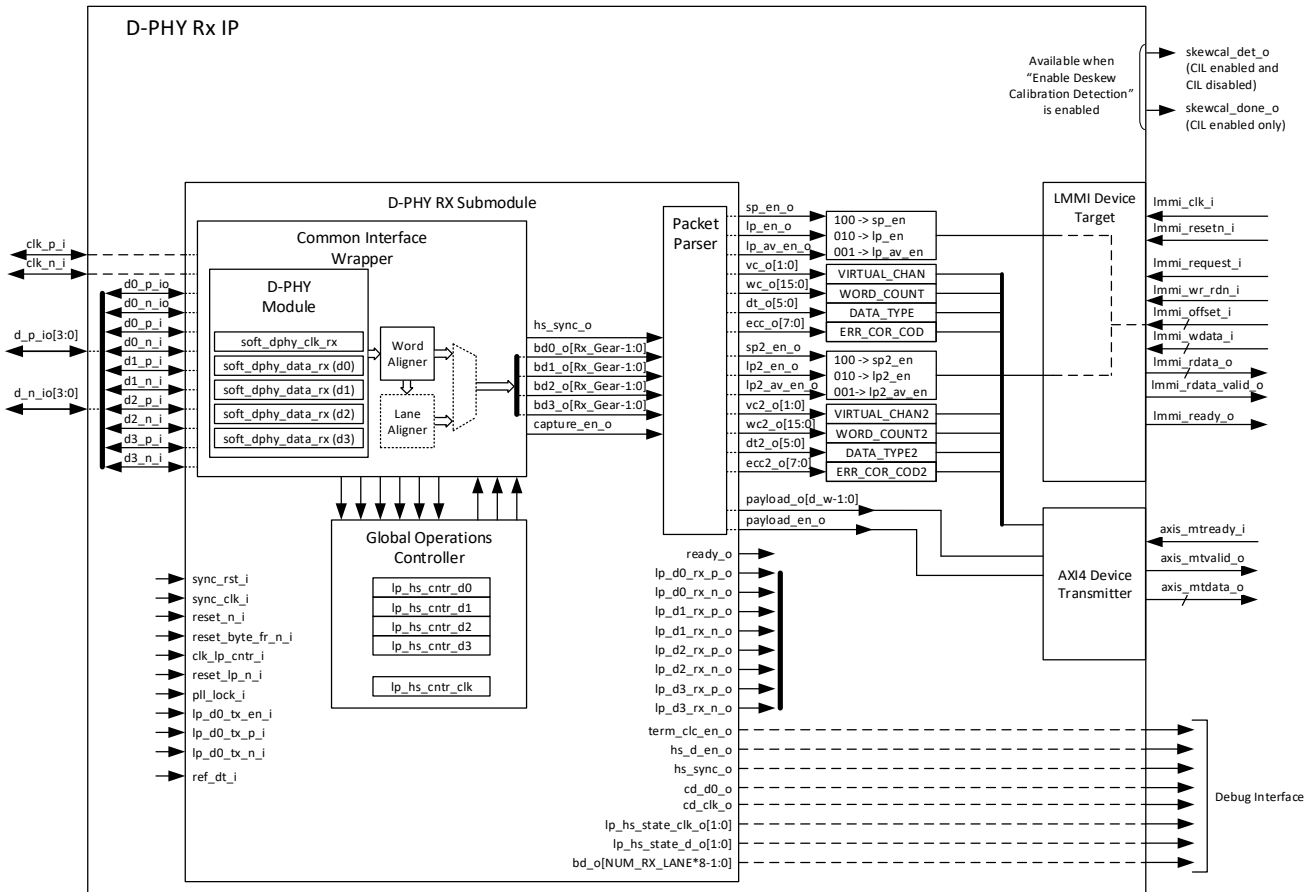 D-PHY Rx IP
Available when
“Enable Deskew
Calibration Detection”
is enabled
skewcal_det_o
(CIL enabled and
CIL disabled)
skewcal_done_o
(CIL enabled only)
D-PHY RX Submodule
Common Interface
Wrapper
D-PHY
Module
soft_dphy_clk_rx
soft_dphy_data_rx (d0)
soft_dphy_data_rx (d1)
soft_dphy_data_rx (d2)
soft_dphy_data_rx (d3)
Word
Aligner
Lane
Aligner
clk_p_i
clk_n_i
d_p_io[3:0]
d_n_io[3:0]
d0_p_io
d0_n_io
d0_p_i
d0_n_i
d1_p_i
d1_n_i
d2_p_i
d2_n_i
d3_p_i
d3_n_i
hs_sync_o
bd0_o[Rx_Gear-1:0]
bd1_o[Rx_Gear-1:0]
bd2_o[Rx_Gear-1:0]
bd3_o[Rx_Gear-1:0]
capture_en_o
Packet
Parser
sp_en_o
lp_en_o
lp_av_en_o
vc_o[1:0]
wc_o[15:0]
dt_o[5:0]
ecc_o[7:0]
sp2_en_o
lp2_en_o
lp2_av_en_o
vc2_o[1:0]
wc2_o[15:0]
dt2_o[5:0]
ecc2_o[7:0]
payload_o[d_w-1:0]
payload_en_o
100 -> sp_en
010 -> lp_en
001 -> lp_av_en
VIRTUAL_CHAN
WORD_COUNT
DATA_TYPE
ERR_COR_COD
100 -> sp2_en
010 -> lp2_en
001-> lp2_av_en
VIRTUAL_CHAN2
WORD_COUNT2
DATA_TYPE2
ERR_COR_COD2
LMMI Device
Target
lmmi_clk_i
lmmi_resetn_i
lmmi_request_i
lmmi_wr_rdn_i
lmmi_offset_i
lmmi_wdata_i
lmmi_rdata_o
lmmi_rdata_valid_o
lmmi_ready_o
AXI4 Device
Transmitter
axis_mtready_i
axis_mtvalid_o
axis_mtdata_o
Global Operations
Controller
lp_hs_cntr_d0
lp_hs_cntr_d1
lp_hs_cntr_d2
lp_hs_cntr_d3
lp_hs_cntr_clk
sync_rst_i
sync_clk_i
reset_n_i
reset_byte_fr_n_i
clk_lp_cntr_i
reset_lp_n_i
pll_lock_i
lp_d0_tx_en_i
lp_d0_tx_p_i
lp_d0_tx_n_i
ref_dt_i
ready_o
lp_d0_rx_p_o
lp_d0_rx_n_o
lp_d1_rx_p_o
lp_d1_rx_n_o
lp_d2_rx_p_o
lp_d2_rx_n_o
lp_d3_rx_p_o
lp_d3_rx_n_o
term_clc_en_o
hs_d_en_o
hs_sync_o
cd_d0_o
cd_clk_o
lp_hs_state_clk_o[1:0]
lp_hs_state_d_o[1:0]
bd_o[NUM_RX_LANE*8-1:0]
Debug Interface